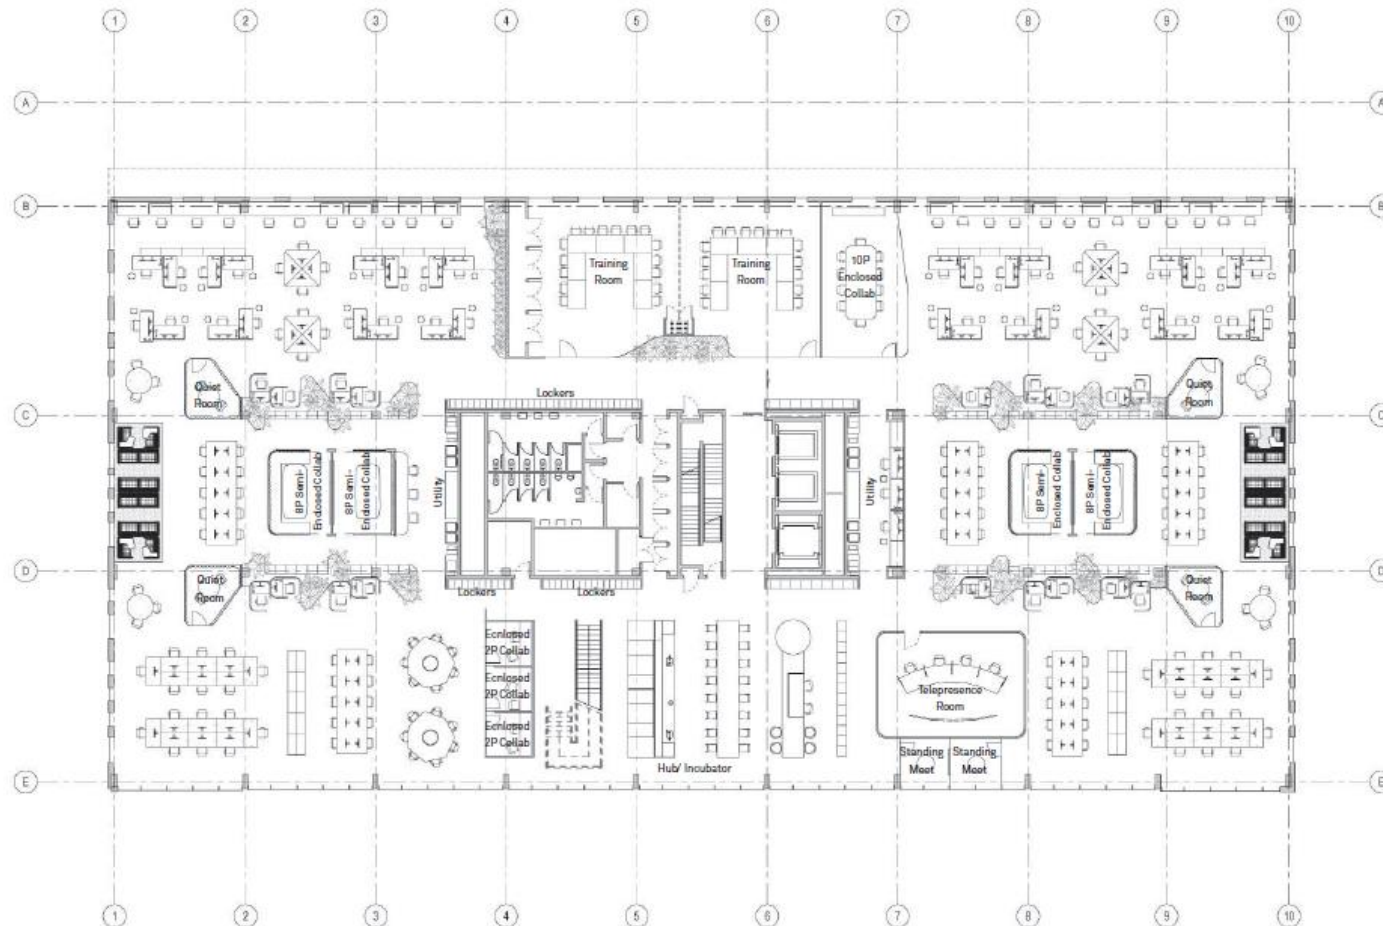 1 2 3 4 5 6 7 8 9 10
A A
B B
Training
Room
Training
Room
10P
Enclosed
Collab
Quiet
Room
Quiet
Room
Lockers
C C
8P Semi-
Enclosed Collab
8P Semi-
Enclosed Collab
Utility
Utility
8P Semi-
Enclosed Collab
8P Semi-
Enclosed Collab
D D
Quiet
Room
Lockers
Lockers
Quiet
Room
Ecnlosed
2P Collab
Ecnlosed
2P Collab
Ecnlosed
2P Collab
Telepresence
Room
Standing
Meet
Standing
Meet
Hub/ Incubator
E E
1 2 3 4 5 6 7 8 9 10